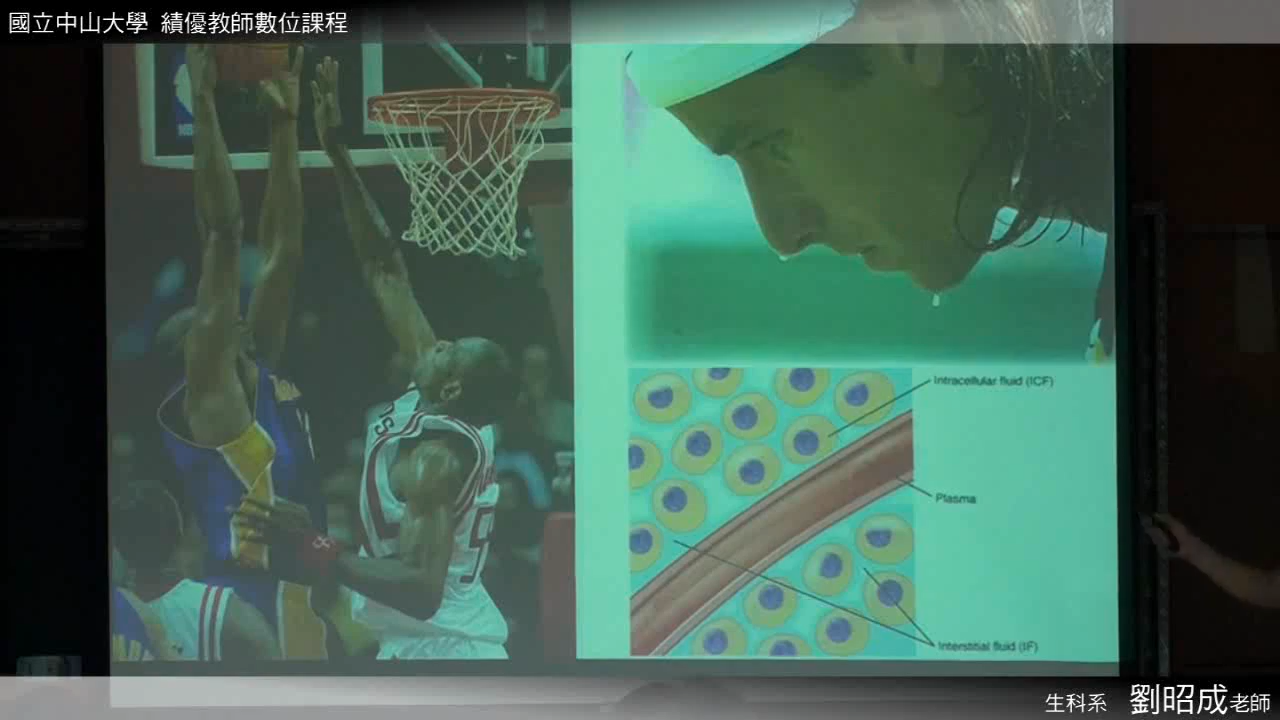 國立中山大學 績優教師數位課程
Intracellular fluid (ICF)
Plasma
Interstitial fluid (IF)
生科系 劉昭成老師